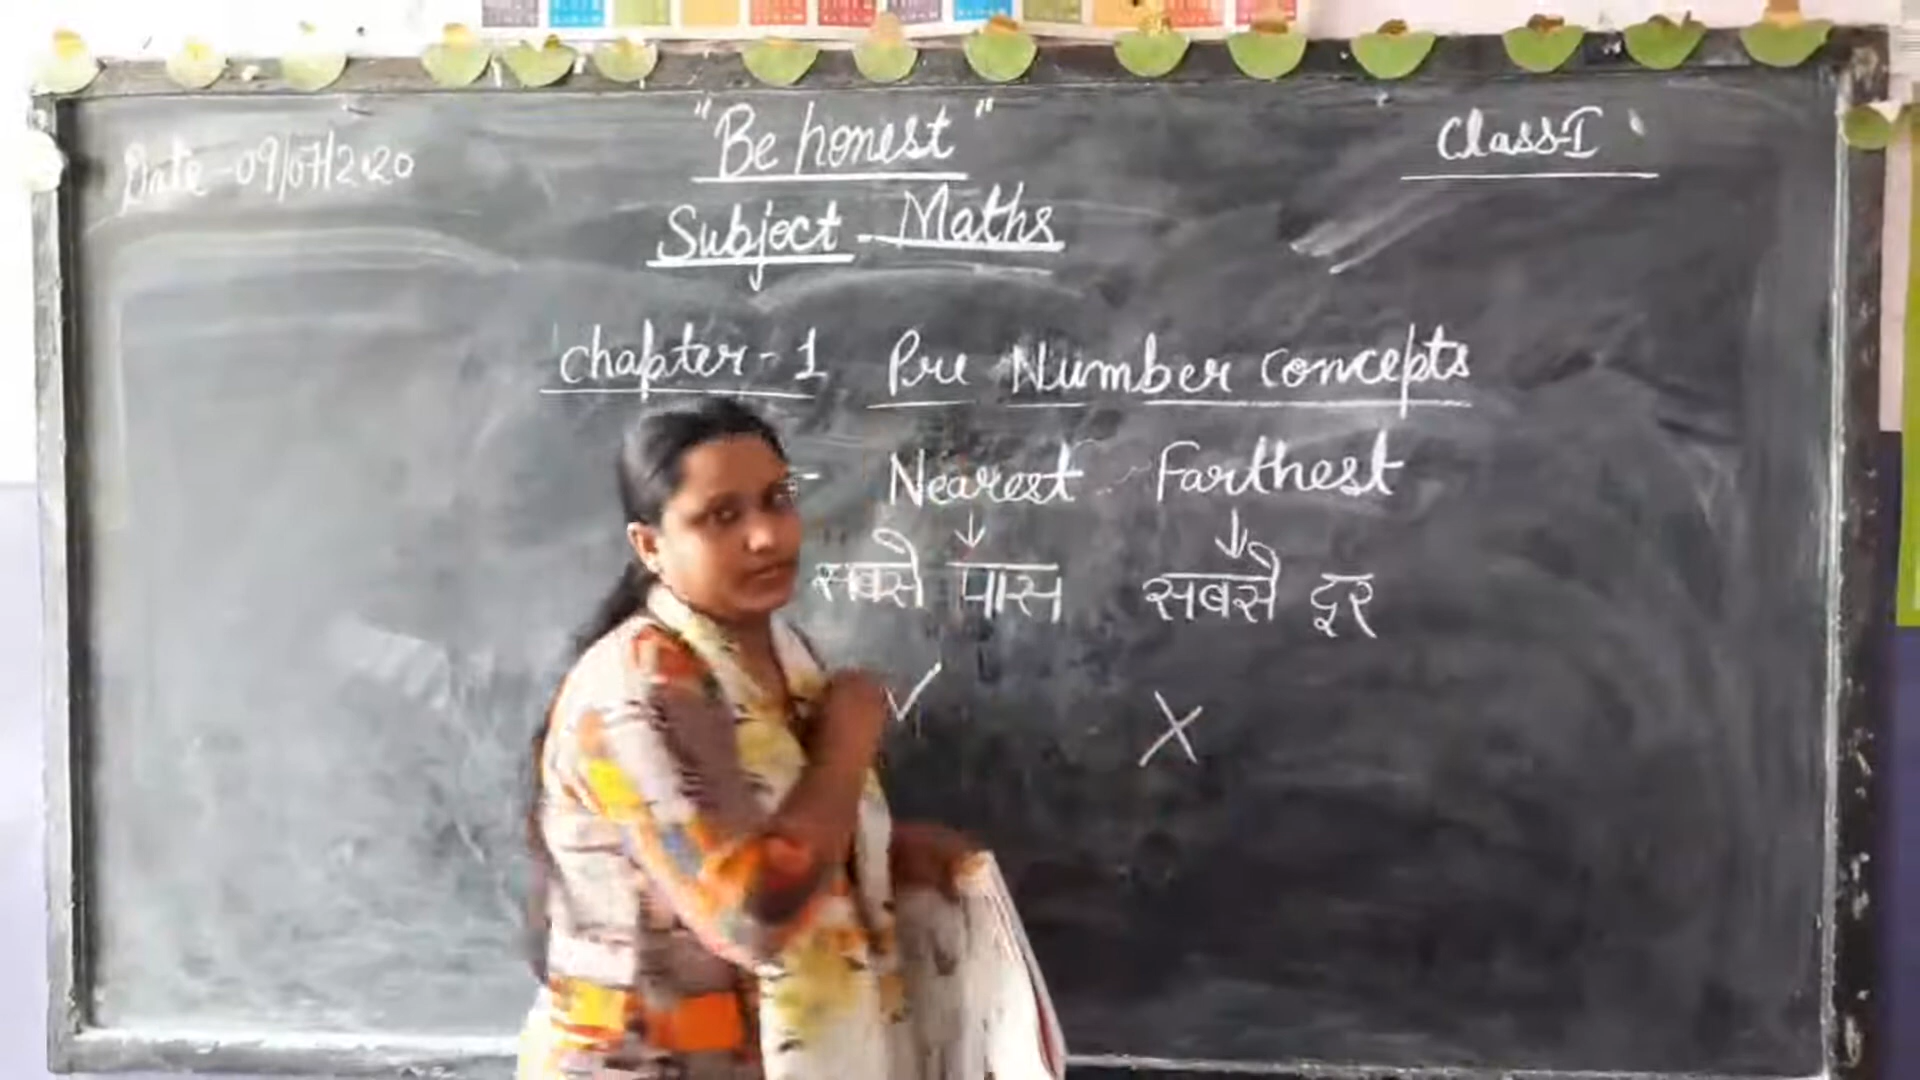 "Be honest"
Date - 09/07/2020
Class-I
Subject - Maths
Chapter - 1 Pre Number concepts
- Nearest Farthest
सबसे पास सबसे दूर